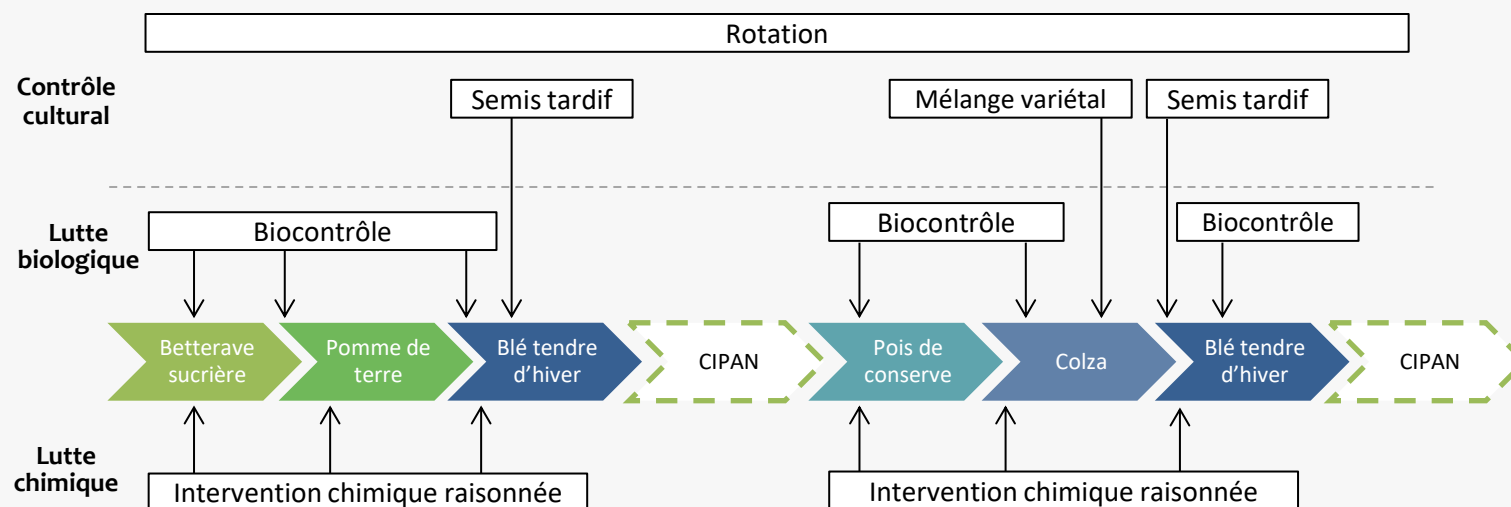 Rotation
Contrôle
cultural
Semis tardif
Mélange variétal
Semis tardif
Lutte
biologique
Biocontrôle
Biocontrôle
Biocontrôle
Betterave
sucrière
Pomme de
terre
Blé tendre
d'hiver
CIPAN
Pois de
conserve
Colza
Blé tendre
d'hiver
CIPAN
Lutte
chimique
Intervention chimique raisonnée
Intervention chimique raisonnée